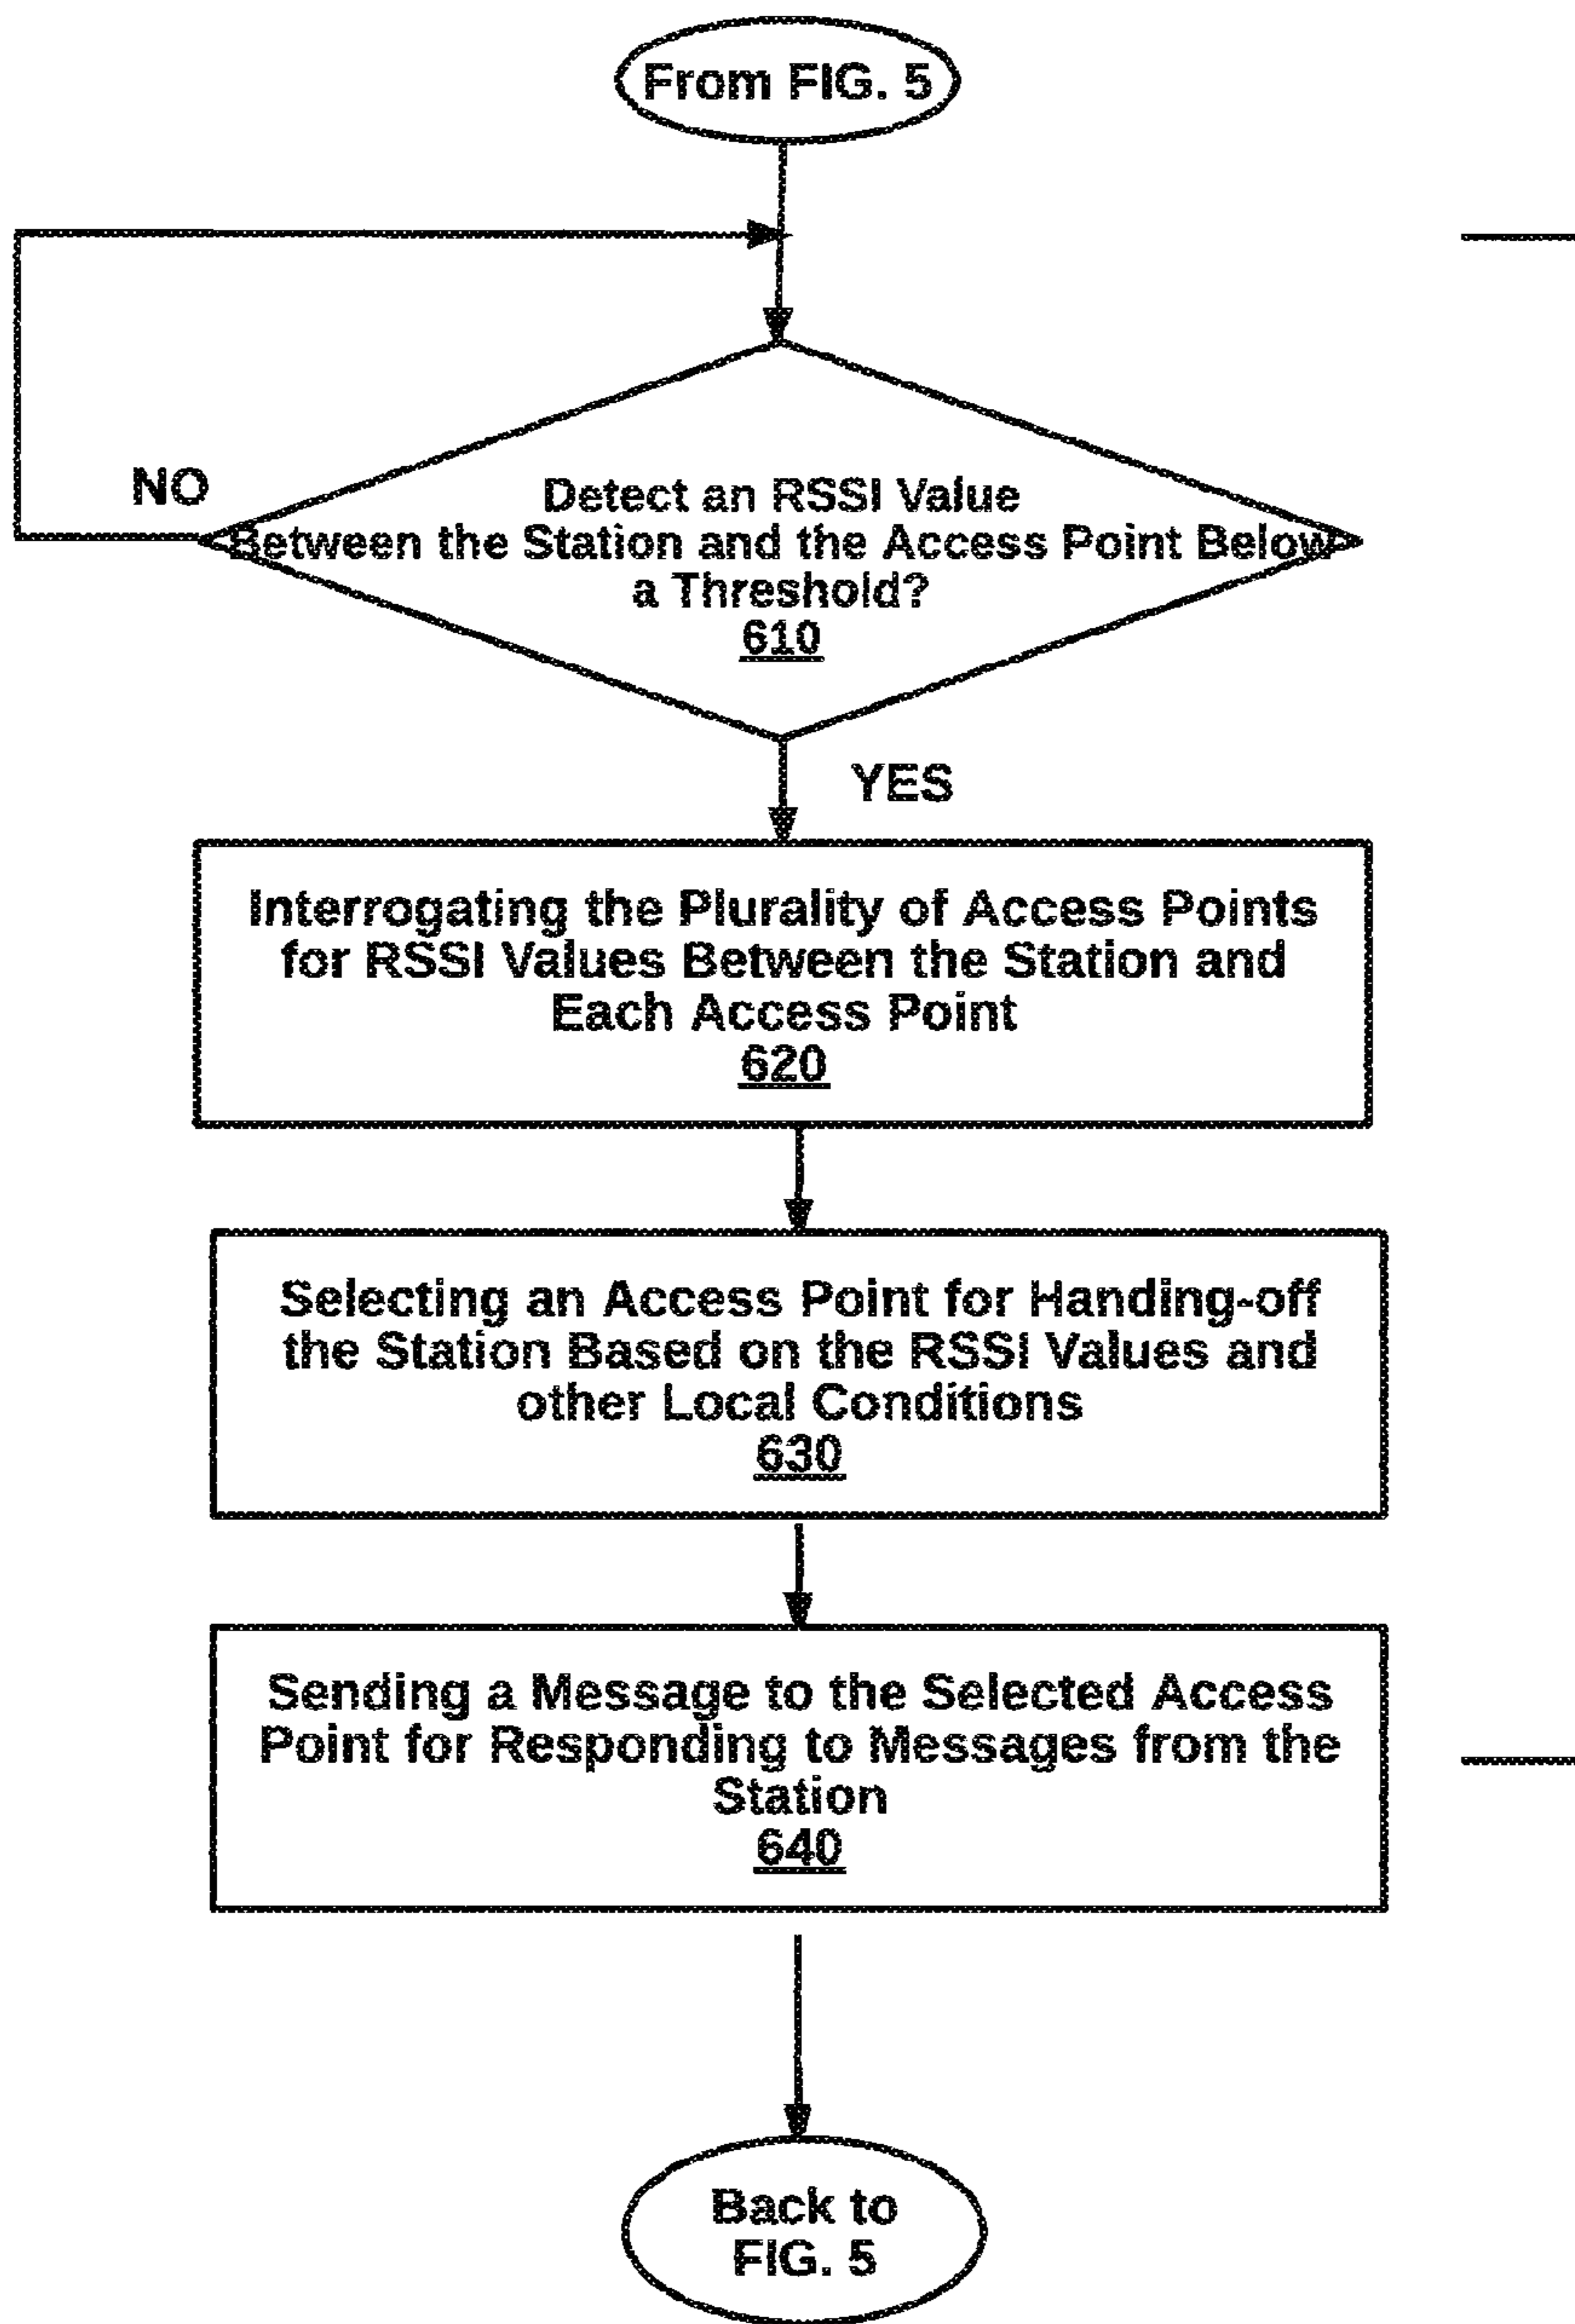 From FIG. 5
NO
Detect an RSSI Value
Between the Station and the Access Point Below
a Threshold?
610
YES
Interrogating the Plurality of Access Points
for RSSI Values Between the Station and
Each Access Point
620
Selecting an Access Point for Handing-off
the Station Based on the RSSI Values and
other Local Conditions
630
Sending a Message to the Selected Access
Point for Responding to Messages from the
Station
640
Back to
FIG. 5